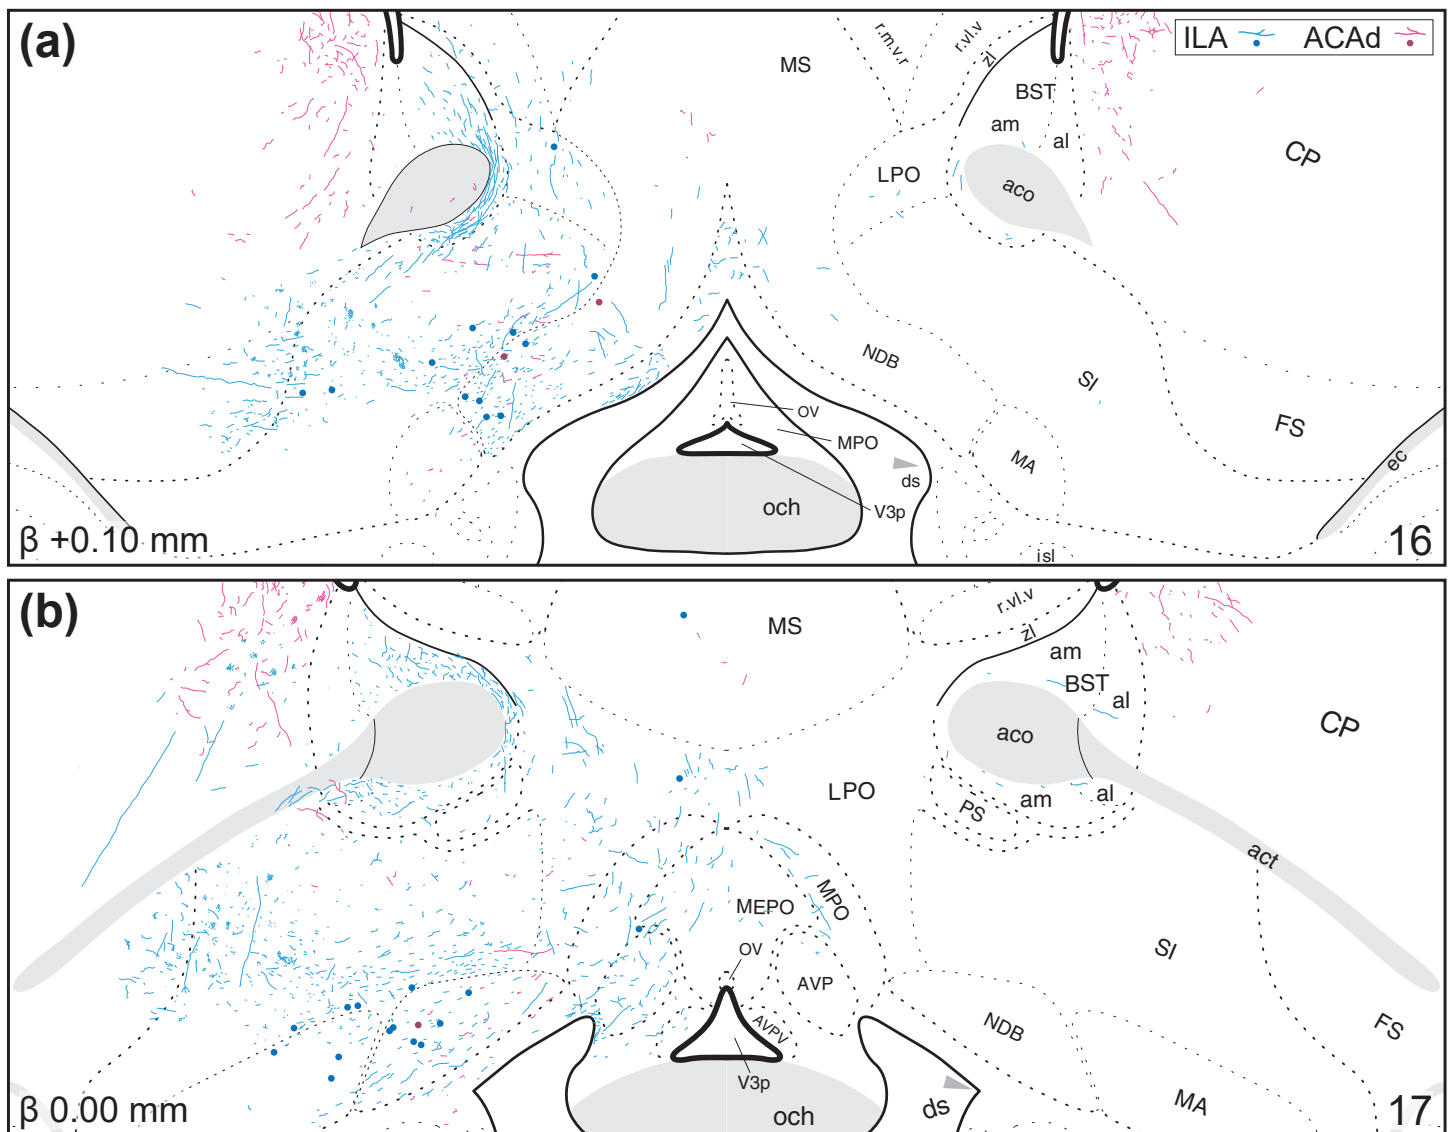 (a)
ILA ACAd
r.m.v.r
r.vl.v
zl
MS
BST
am
al
CP
LPO
aco
NDB
SI
OV
MPO
FS
MA
ec
ds
och
V3p
isl
β +0.10 mm
16
(b)
r.vl.v
zl
MS
am
BST
al
CP
aco
LPO
am
al
PS
act
MPO
MEPO
OV
SI
AVP
AVPV
NDB
FS
V3p
MA
ds
och
β 0.00 mm
17